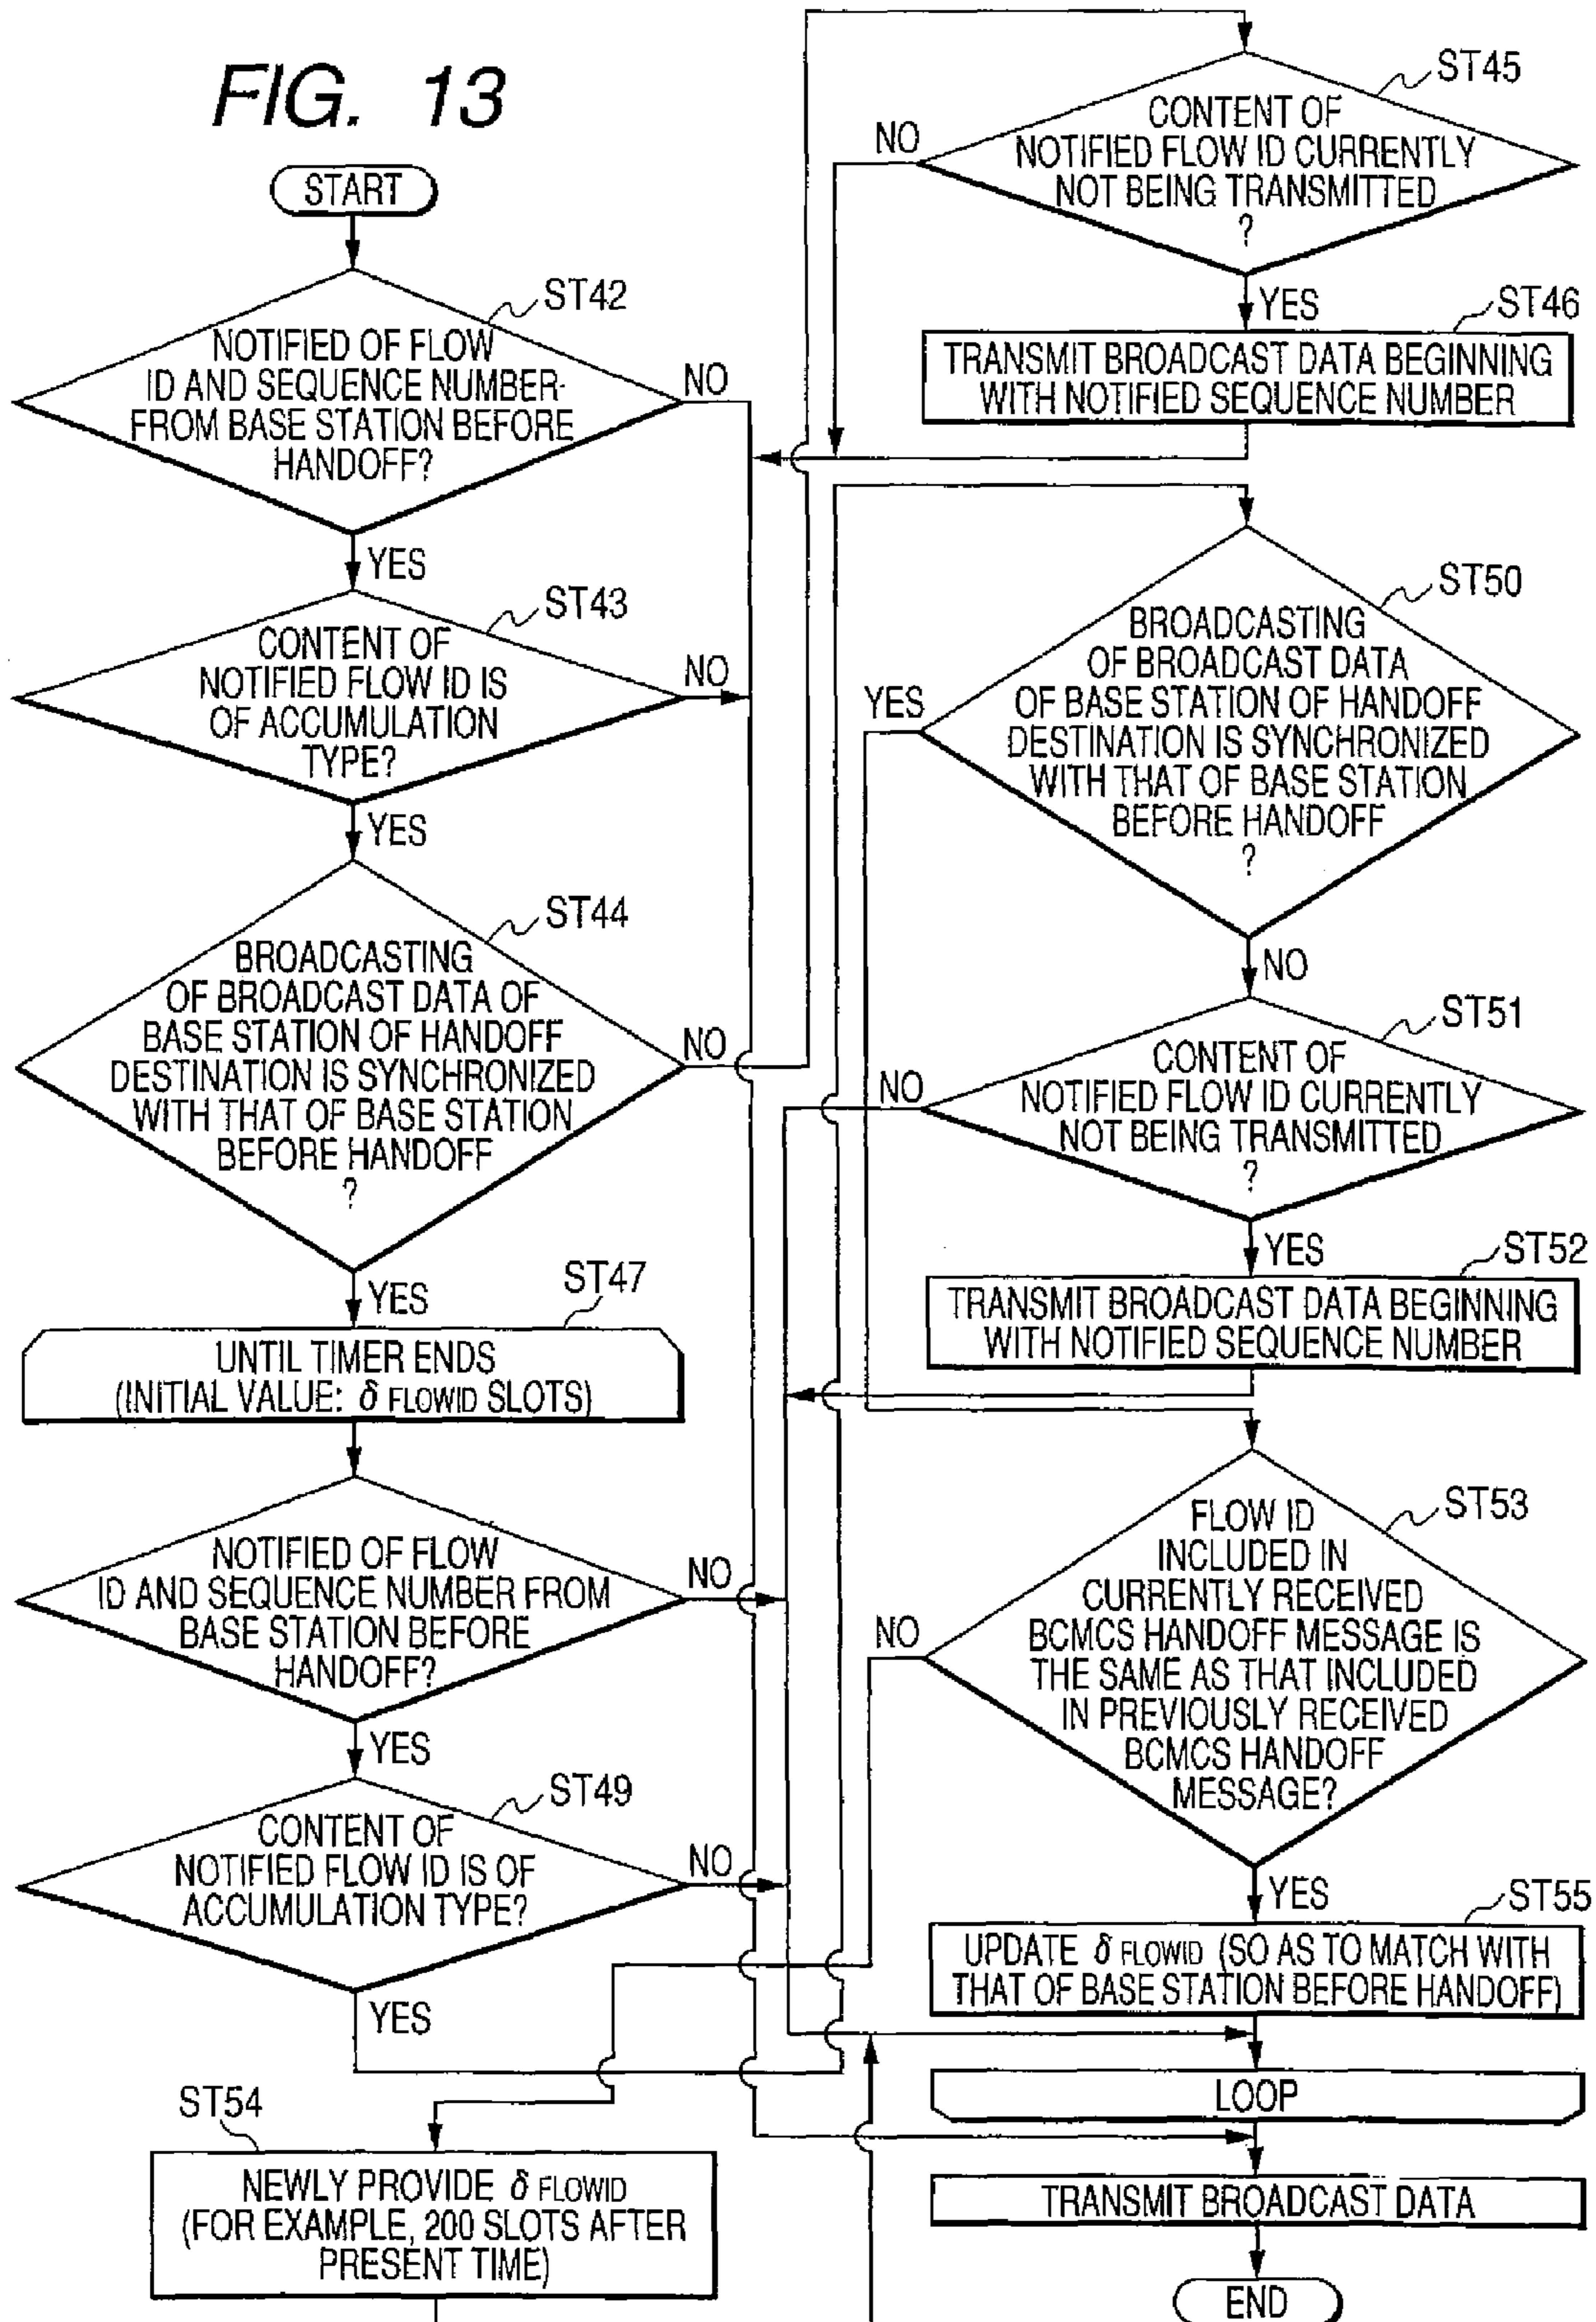 FIG. 13
START
ST42
NOTIFIED OF FLOW
ID AND SEQUENCE NUMBER
FROM BASE STATION BEFORE
HANDOFF?
NO
YES
ST43
CONTENT OF
NOTIFIED FLOW ID IS
OF ACCUMULATION
TYPE?
NO
YES
ST44
BROADCASTING
OF BROADCAST DATA OF
BASE STATION OF HANDOFF
DESTINATION IS SYNCHRONIZED
WITH THAT OF BASE STATION
BEFORE HANDOFF
?
NO
YES
ST47
UNTIL TIMER ENDS
(INITIAL VALUE: δ FLOWID SLOTS)
NOTIFIED OF FLOW
ID AND SEQUENCE NUMBER FROM
BASE STATION BEFORE
HANDOFF?
NO
YES
ST49
CONTENT OF
NOTIFIED FLOW ID IS OF
ACCUMULATION TYPE?
NO
YES
ST54
NEWLY PROVIDE δ FLOWID
(FOR EXAMPLE, 200 SLOTS AFTER
PRESENT TIME)
ST45
CONTENT OF
NOTIFIED FLOW ID CURRENTLY
NOT BEING TRANSMITTED
?
NO
YES
ST46
TRANSMIT BROADCAST DATA BEGINNING
WITH NOTIFIED SEQUENCE NUMBER
ST50
BROADCASTING
OF BROADCAST DATA
OF BASE STATION OF HANDOFF
DESTINATION IS SYNCHRONIZED
WITH THAT OF BASE STATION
BEFORE HANDOFF
?
YES
NO
ST51
CONTENT OF
NOTIFIED FLOW ID CURRENTLY
NOT BEING TRANSMITTED
?
NO
YES
ST52
TRANSMIT BROADCAST DATA BEGINNING
WITH NOTIFIED SEQUENCE NUMBER
ST53
FLOW ID
INCLUDED IN
CURRENTLY RECEIVED
BCMCS HANDOFF MESSAGE IS
THE SAME AS THAT INCLUDED
IN PREVIOUSLY RECEIVED
BCMCS HANDOFF
MESSAGE?
NO
YES
ST55
UPDATE δ FLOWID (SO AS TO MATCH WITH
THAT OF BASE STATION BEFORE HANDOFF)
LOOP
TRANSMIT BROADCAST DATA
END